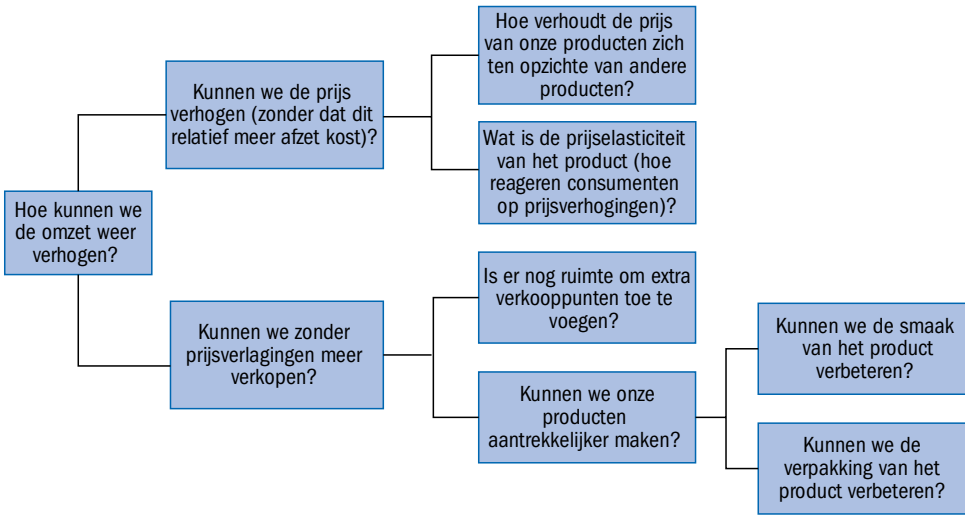 Hoe kunnen we
de omzet weer
verhogen?
Kunnen we de prijs
verhogen (zonder dat dit
relatief meer afzet kost)?
Hoe verhoudt de prijs
van onze producten zich
ten opzichte van andere
producten?
Wat is de prijselasticiteit
van het product (hoe
reageren consumenten
op prijsverhogingen)?
Kunnen we zonder
prijsverlagingen meer
verkopen?
Is er nog ruimte om extra
verkooppunten toe te
voegen?
Kunnen we onze
producten
aantrekkelijker maken?
Kunnen we de smaak
van het product
verbeteren?
Kunnen we de
verpakking van het
product verbeteren?